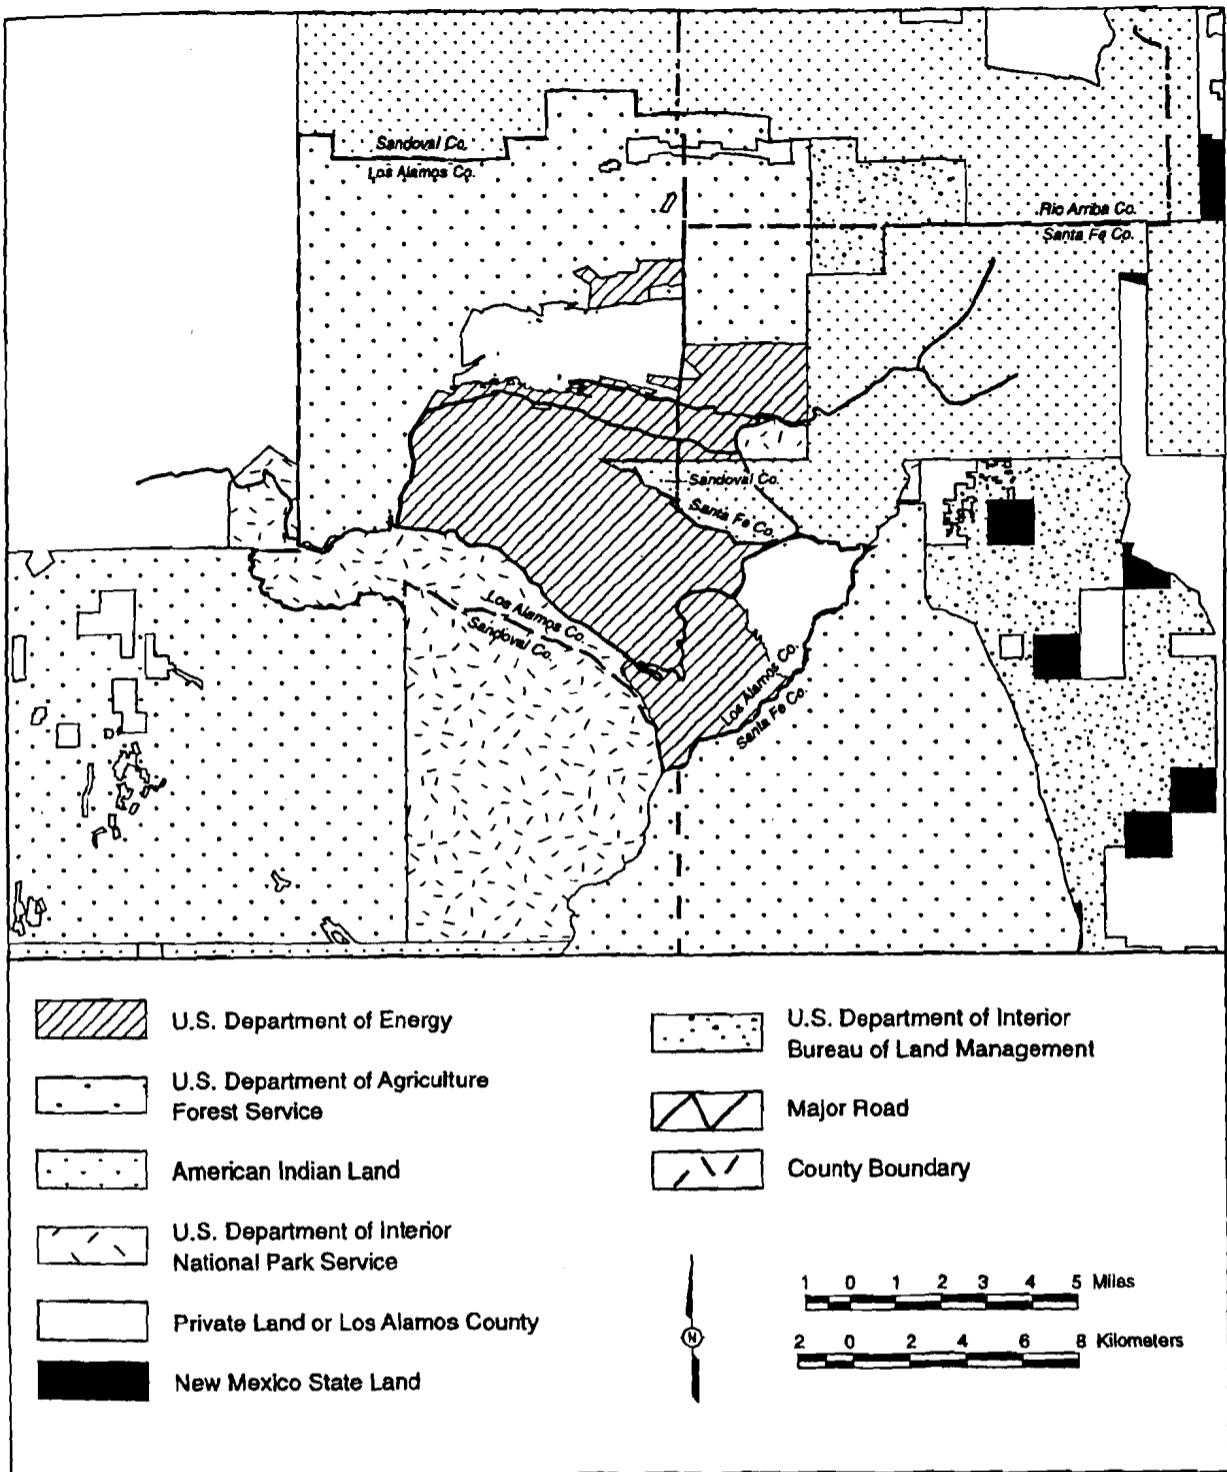 Sandoval Co.
Los Alamos Co.
Rio Arriba Co.
Santa Fe Co.
Sandoval Co.
Santa Fe Co.
Los Alamos Co.
Sandoval Co.
Los Alamos Co.
Santa Fe Co.
U.S. Department of Energy
U.S. Department of Agriculture
Forest Service
American Indian Land
U.S. Department of Interior
National Park Service
Private Land or Los Alamos County
New Mexico State Land
U.S. Department of Interior
Bureau of Land Management
Major Road
County Boundary
N
1 0 1 2 3 4 5 Miles
2 0 2 4 6 8 Kilometers